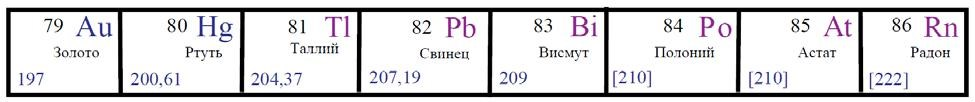 79 Au 80 Hg 81 Tl 82 Pb 83 Bi 84 Po 85 At 86 Rn
Золото Ртуть Таллий Свинец Висмут Полоний Астат Радон
197 200,61 204,37 207,19 209 [210] [210] [222]